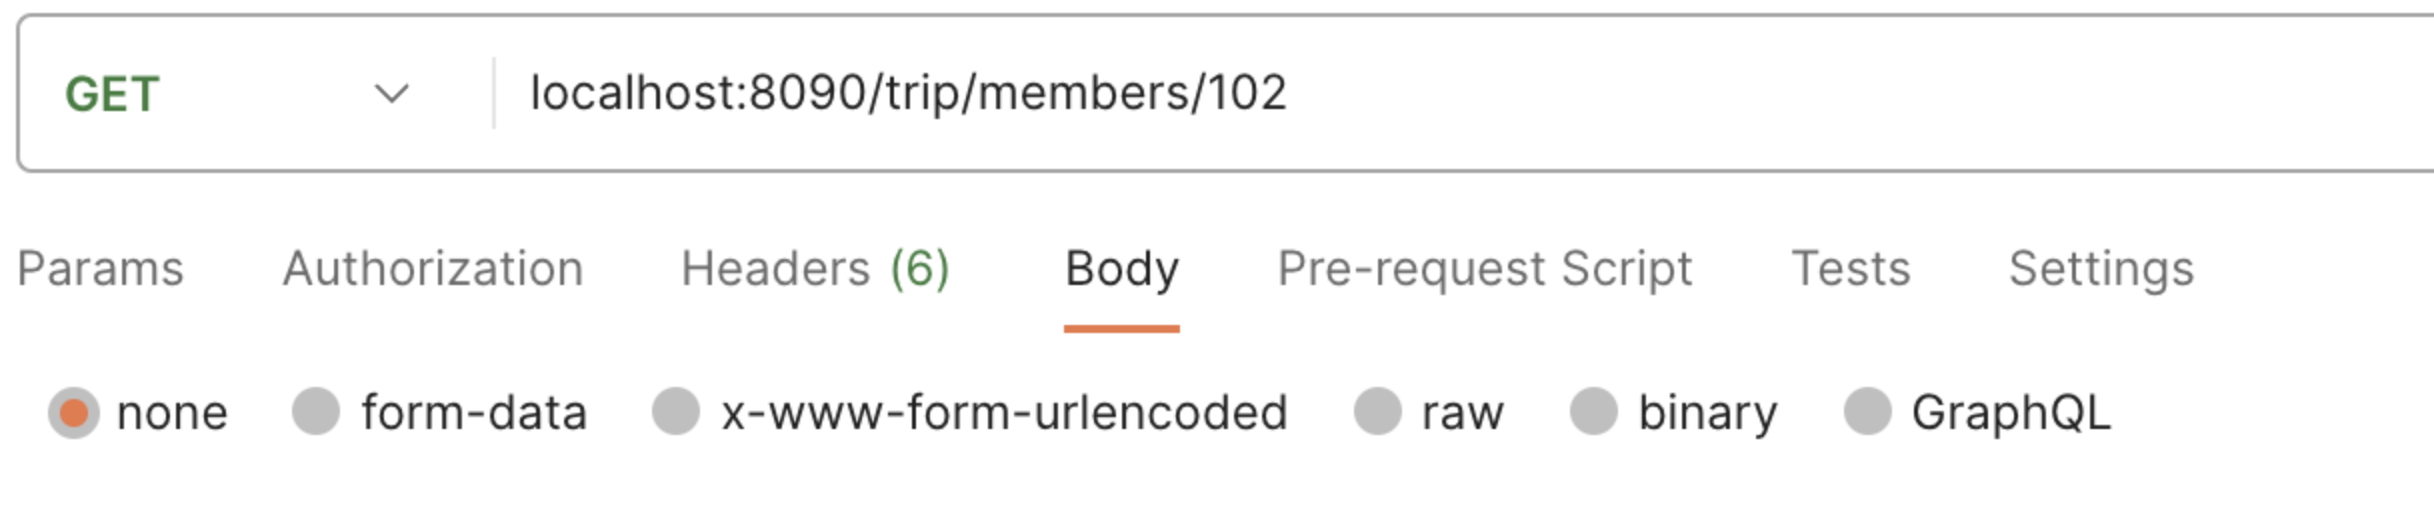 GET localhost:8090/trip/members/102
Params Authorization Headers (6) Body Pre-request Script Tests Settings
none form-data x-www-form-urlencoded raw binary GraphQL